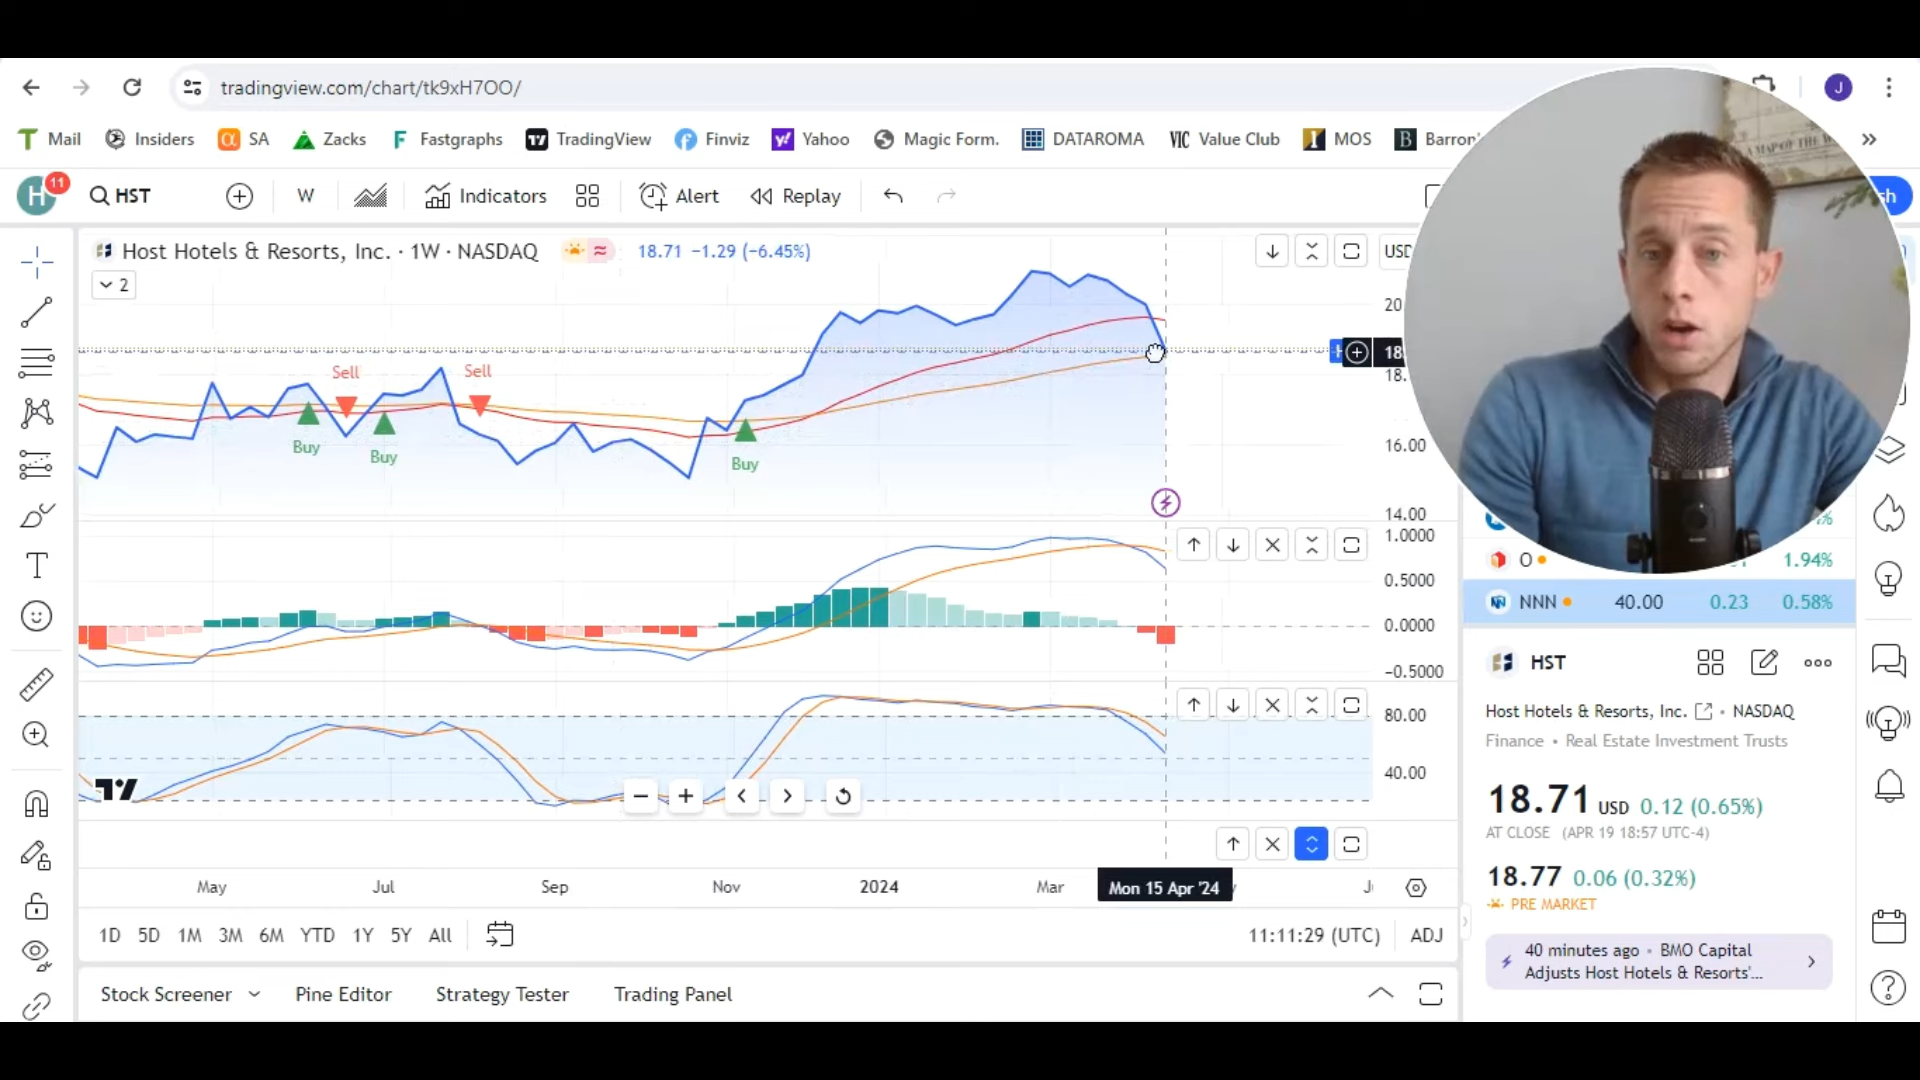 tradingview.com/chart/tk9xH7OO/
J
Mail Insiders SA Zacks Fastgraphs TradingView Finviz Yahoo Magic Form. DATAROMA VIC Value Club MOS Barron'
H 11 HST W Indicators Alert Replay
Host Hotels & Resorts, Inc. · 1W · NASDAQ 18.71 −1.29 (−6.45%) USD
2
20
18.
18.
Sell Sell
16.00
Buy Buy Buy
14.00
1.0000
0.5000
0.0000
−0.5000
80.00
40.00
May Jul Sep Nov 2024 Mar Mon 15 Apr '24
1D 5D 1M 3M 6M YTD 1Y 5Y All 11:11:29 (UTC) ADJ
Stock Screener Pine Editor Strategy Tester Trading Panel
A MAP OF THE
O 1.94%
NNN 40.00 0.23 0.58%
HST
Host Hotels & Resorts, Inc. • NASDAQ
Finance • Real Estate Investment Trusts
18.71 USD 0.12 (0.65%)
AT CLOSE (APR 19 18:57 UTC-4)
18.77 0.06 (0.32%)
PRE MARKET
40 minutes ago • BMO Capital
Adjusts Host Hotels & Resorts'...